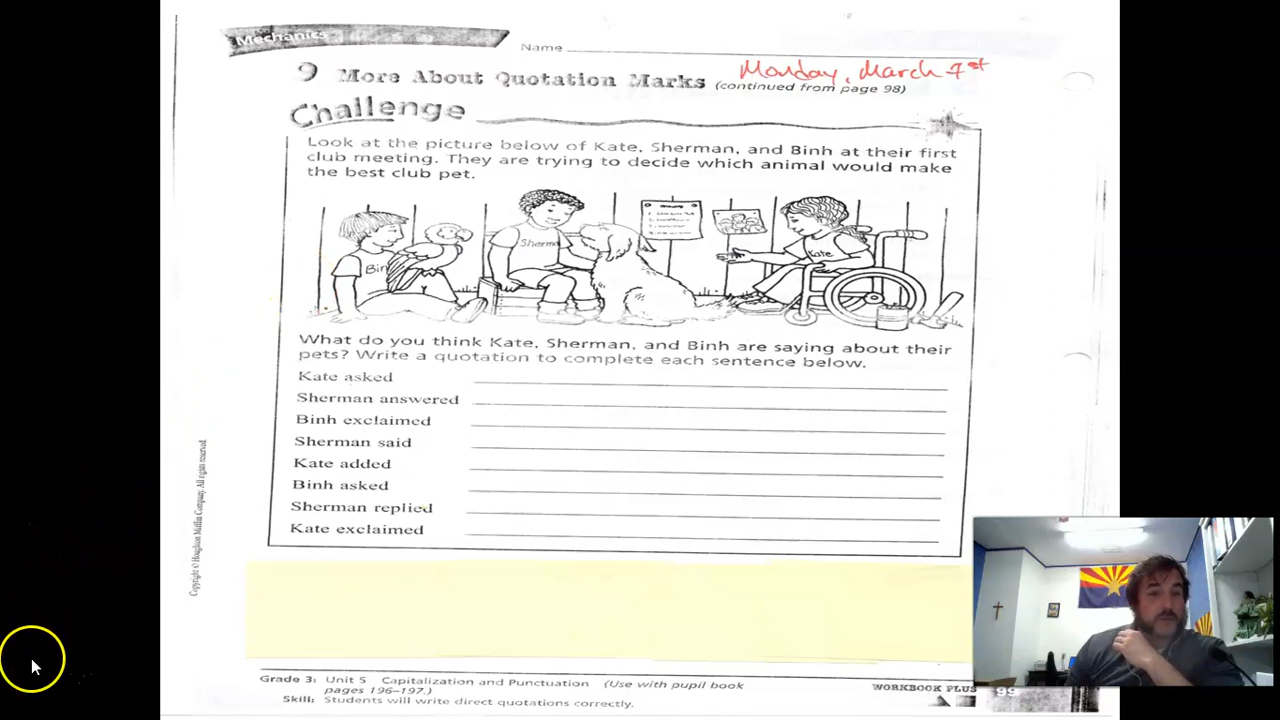 Mechanics
Name
9 More About Quotation Marks
Monday, March 7st
(continued from page 98)
Challenge
Look at the picture below of Kate, Sherman, and Binh at their first
club meeting. They are trying to decide which animal would make
the best club pet.
Bin
Sherma
Kate
What do you think Kate, Sherman, and Binh are saying about their
pets? Write a quotation to complete each sentence below.
Kate asked
Sherman answered
Binh exclaimed
Sherman said
Kate added
Binh asked
Sherman replied
Kate exclaimed
Copyright © Houghton Mifflin Company. All rights reserved.
Grade 3: Unit 5 Capitalization and Punctuation (Use with pupil book
pages 196–197.)
Skill: Students will write direct quotations correctly.
WORKBOOK PLUS 99